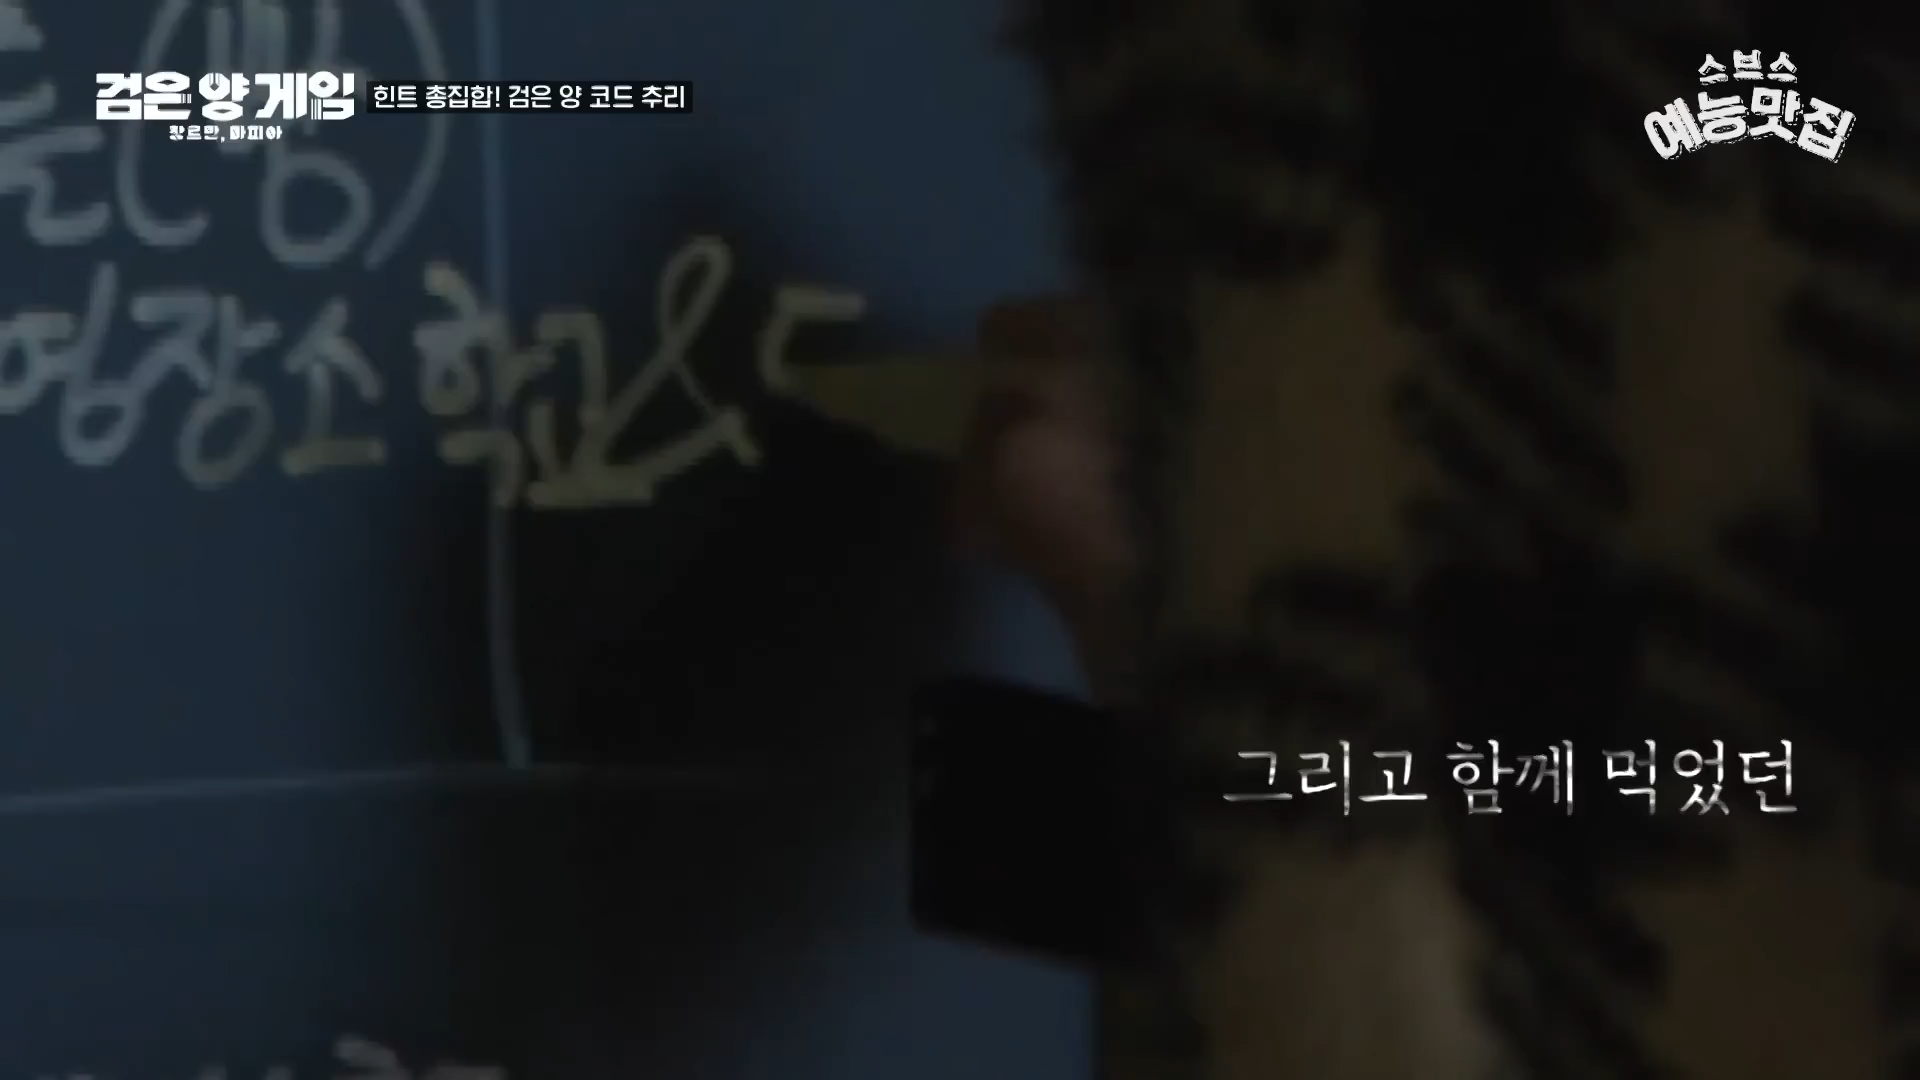 검은 양 게임
장르만, 마피아
힌트 총집합! 검은 양 코드 추리
스브스
예능맛집
영장소 학교&
그리고 함께 먹었던